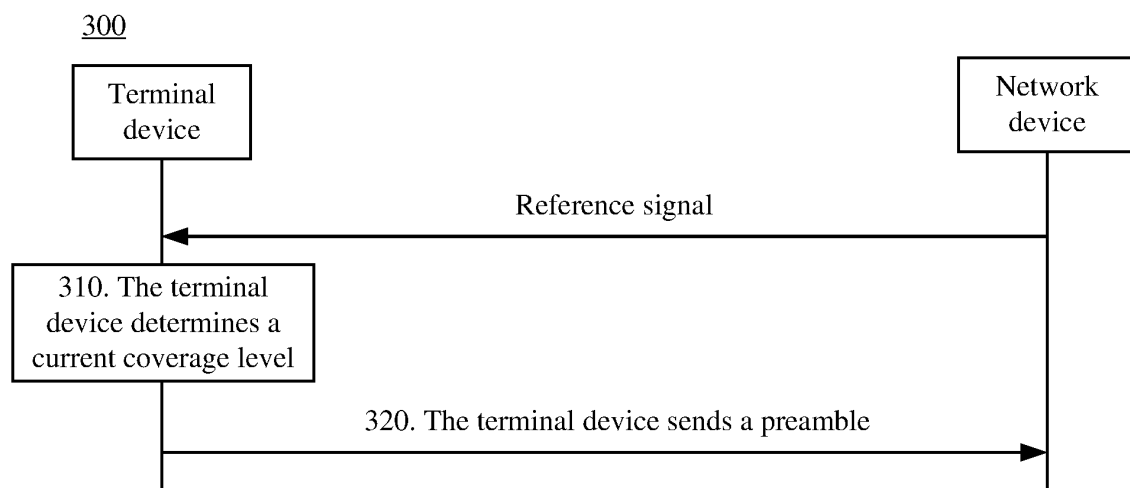 300
Terminal
device
Network
device
Reference signal
310. The terminal
device determines a
current coverage level
320. The terminal device sends a preamble